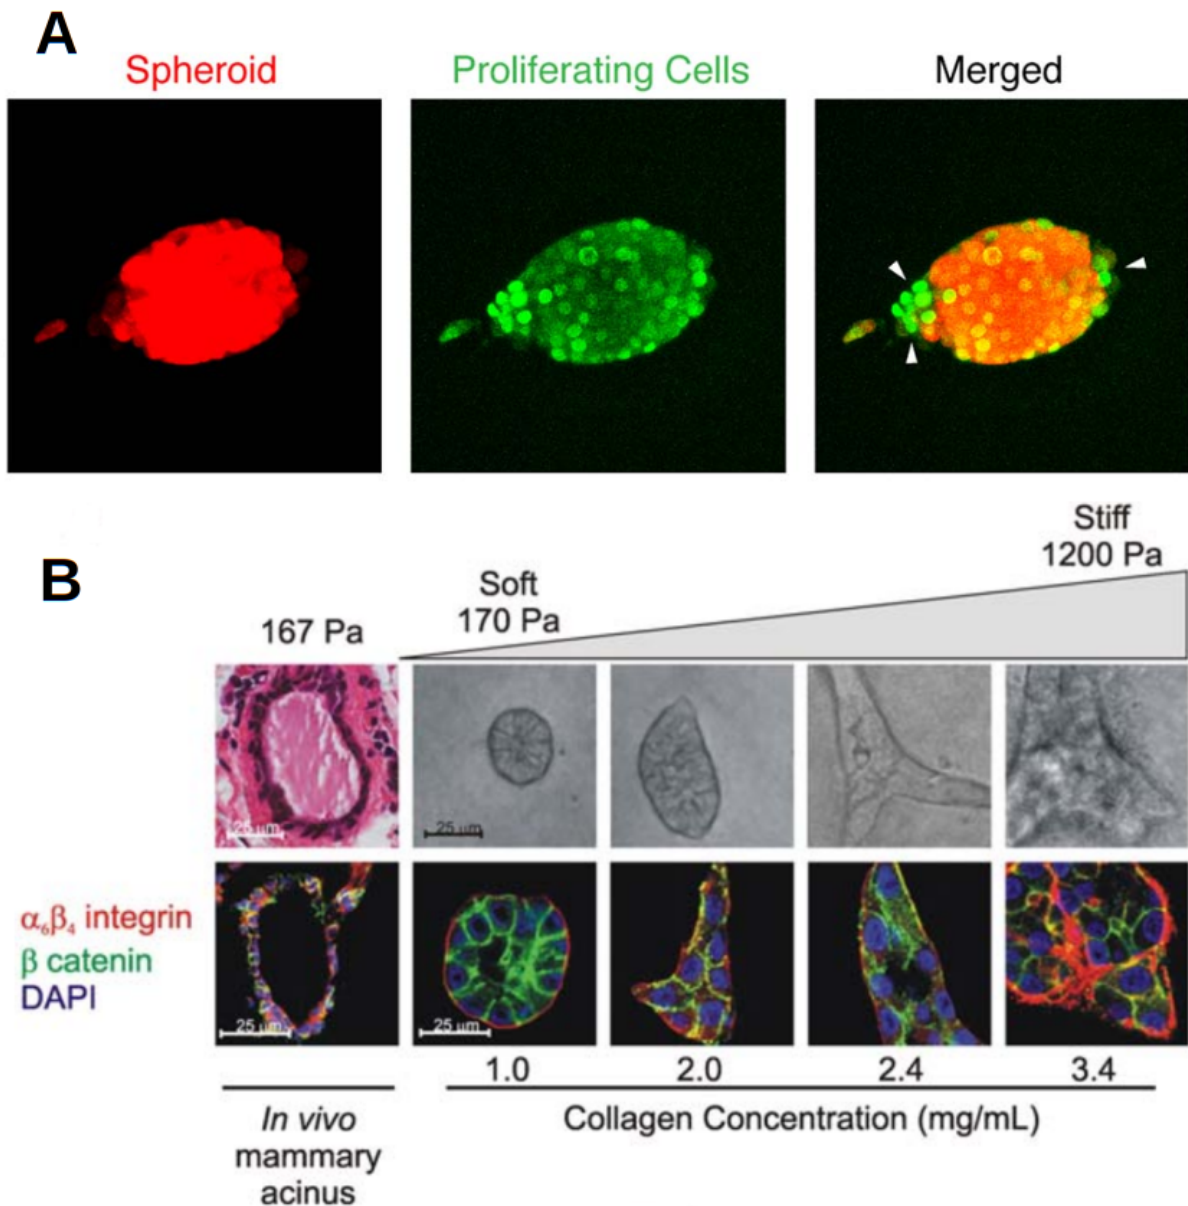 A
Spheroid
Proliferating Cells
Merged
B
Stiff
1200 Pa
Soft
170 Pa
167 Pa
25 µm
25 µm
α₆β₄ integrin
β catenin
DAPI
25 µm
25 µm
1.0
2.0
2.4
3.4
In vivo
mammary
acinus
Collagen Concentration (mg/mL)